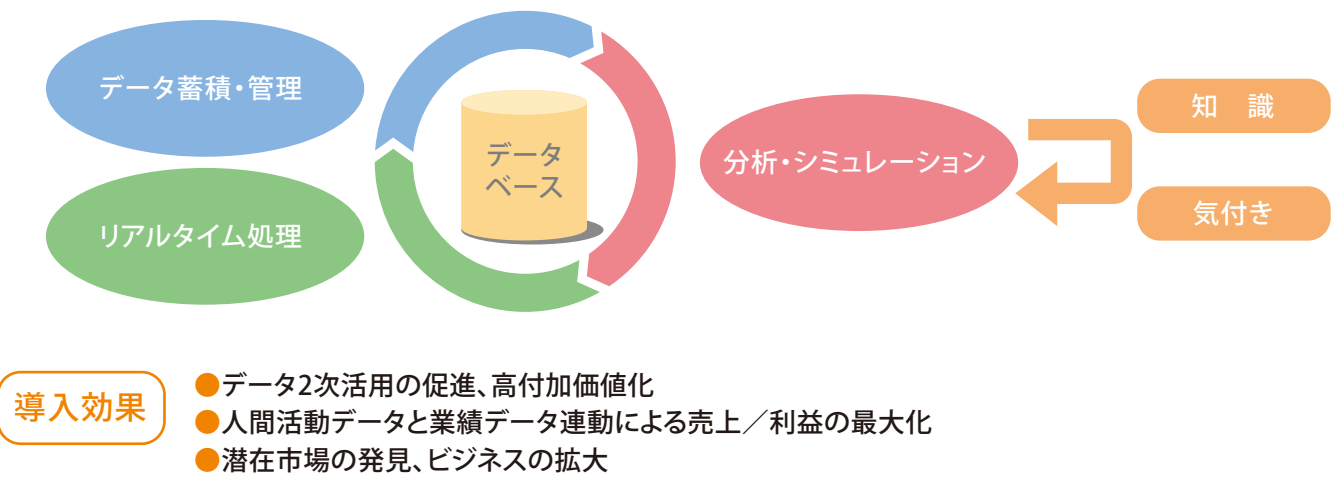 データ蓄積・管理
リアルタイム処理
データ
ベース
分析・シミュレーション
知　識
気付き
導入効果
●データ2次活用の促進、高付加価値化
●人間活動データと業績データ連動による売上／利益の最大化
●潜在市場の発見、ビジネスの拡大